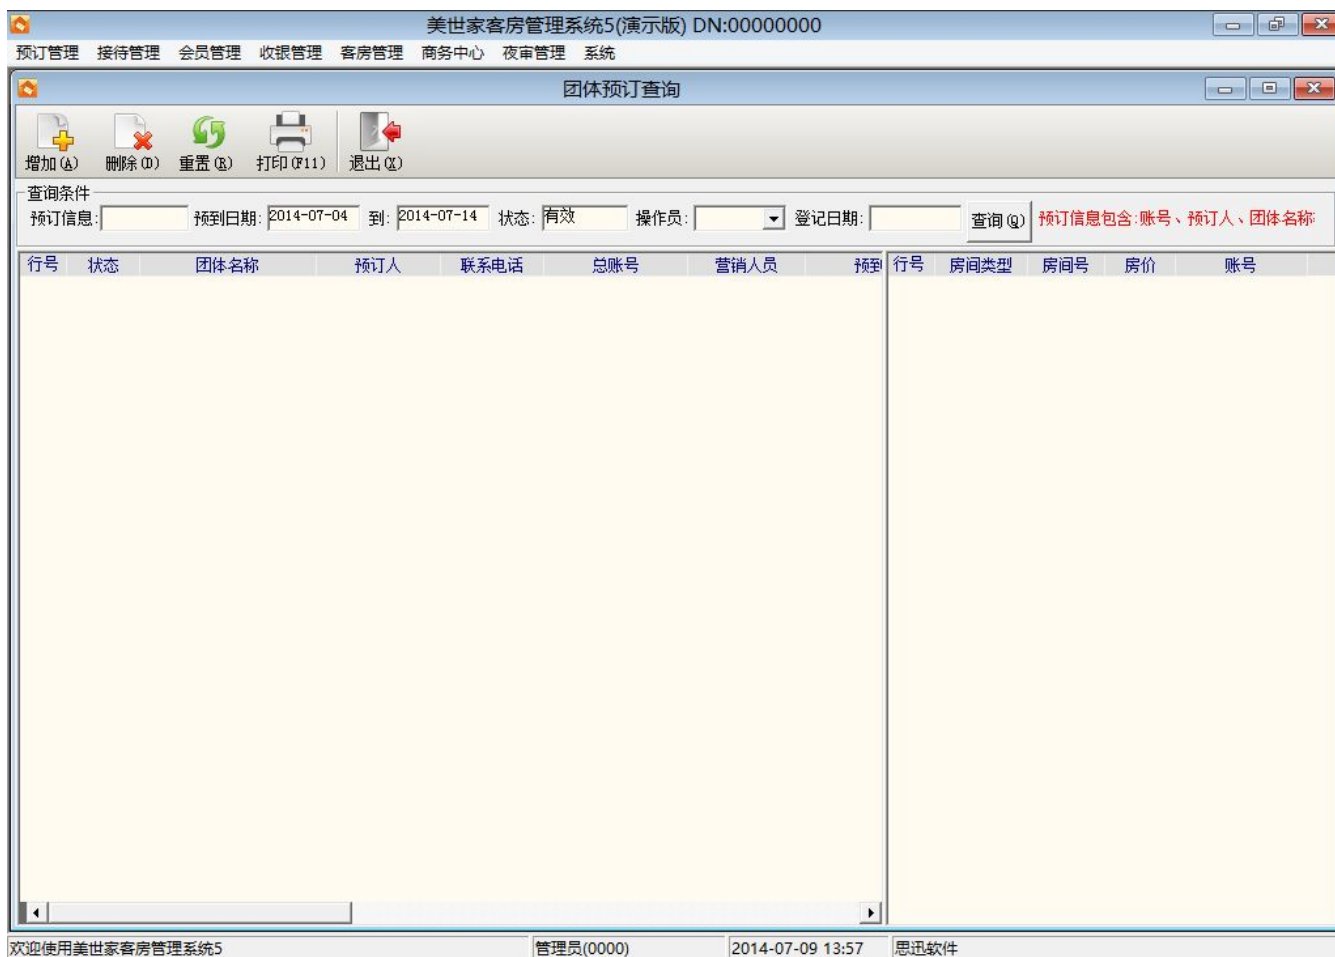 美世家客房管理系统5(演示版) DN:00000000
预订管理 接待管理 会员管理 收银管理 客房管理 商务中心 夜审管理 系统
团体预订查询
增加(A) 删除(D) 重置(R) 打印(F11) 退出(X)
查询条件
预订信息: 预到日期: 2014-07-04 到: 2014-07-14 状态: 有效 操作员: 登记日期: 查询(Q) 预订信息包含:账号、预订人、团体名称
行号 状态 团体名称 预订人 联系电话 总账号 营销人员 预到 行号 房间类型 房间号 房价 账号
欢迎使用美世家客房管理系统5 管理员(0000) 2014-07-09 13:57 思迅软件